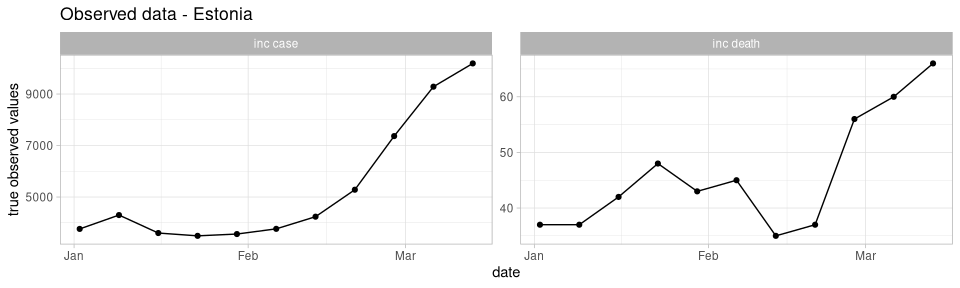 Observed data - Estonia
inc case
inc death
true observed values
9000
7000
5000
60
50
40
Jan
Feb
Mar
Jan
Feb
Mar
date